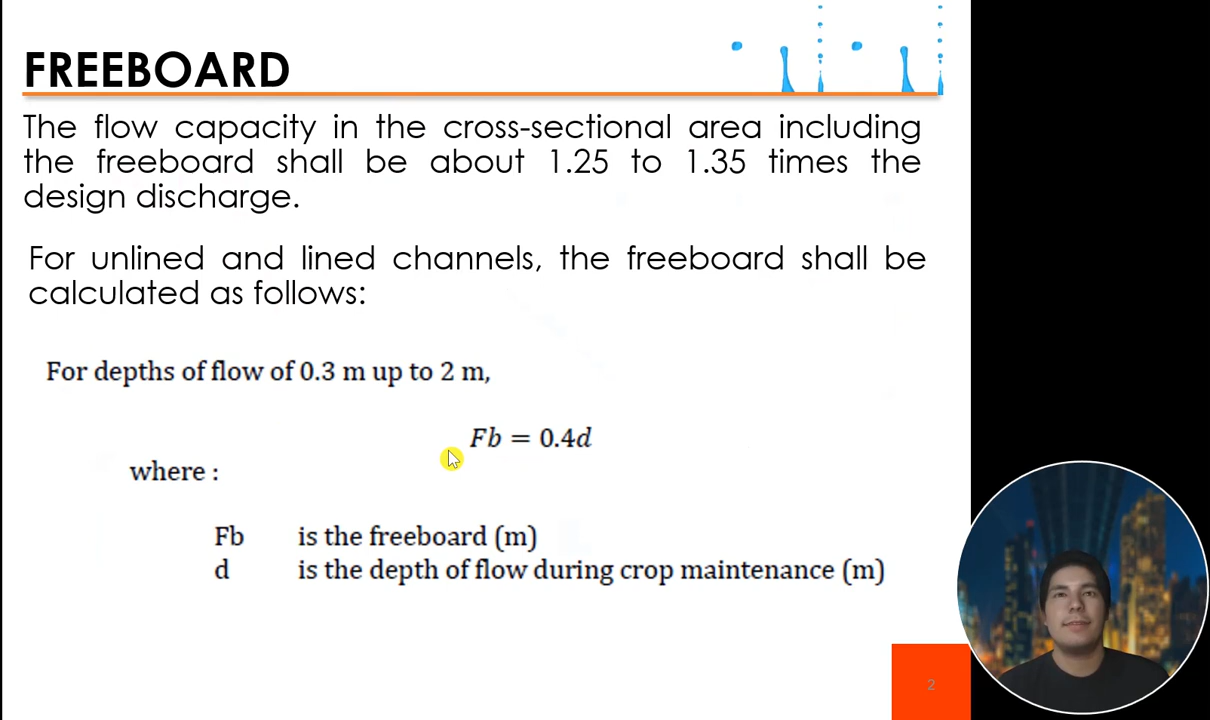 FREEBOARD
The flow capacity in the cross-sectional area including
the freeboard shall be about 1.25 to 1.35 times the
design discharge.
For unlined and lined channels, the freeboard shall be
calculated as follows:
For depths of flow of 0.3 m up to 2 m,
Fb = 0.4d
where :
Fb is the freeboard (m)
d is the depth of flow during crop maintenance (m)
2